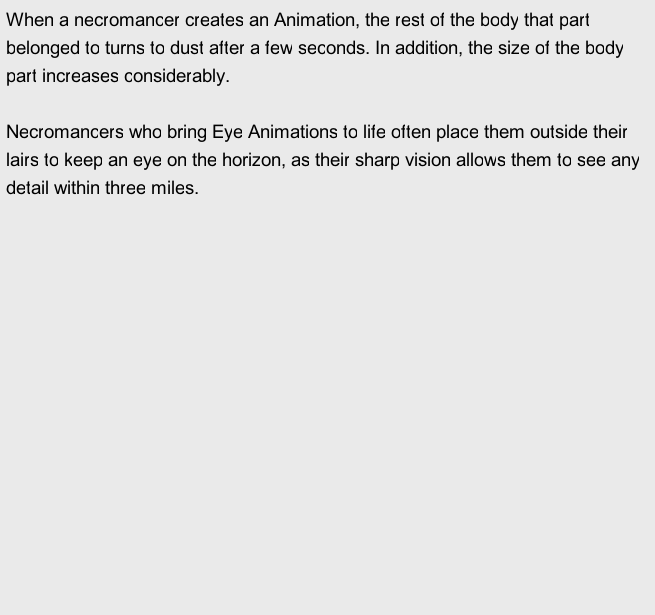 When a necromancer creates an Animation, the rest of the body that part
belonged to turns to dust after a few seconds. In addition, the size of the body
part increases considerably.
Necromancers who bring Eye Animations to life often place them outside their
lairs to keep an eye on the horizon, as their sharp vision allows them to see any
detail within three miles.